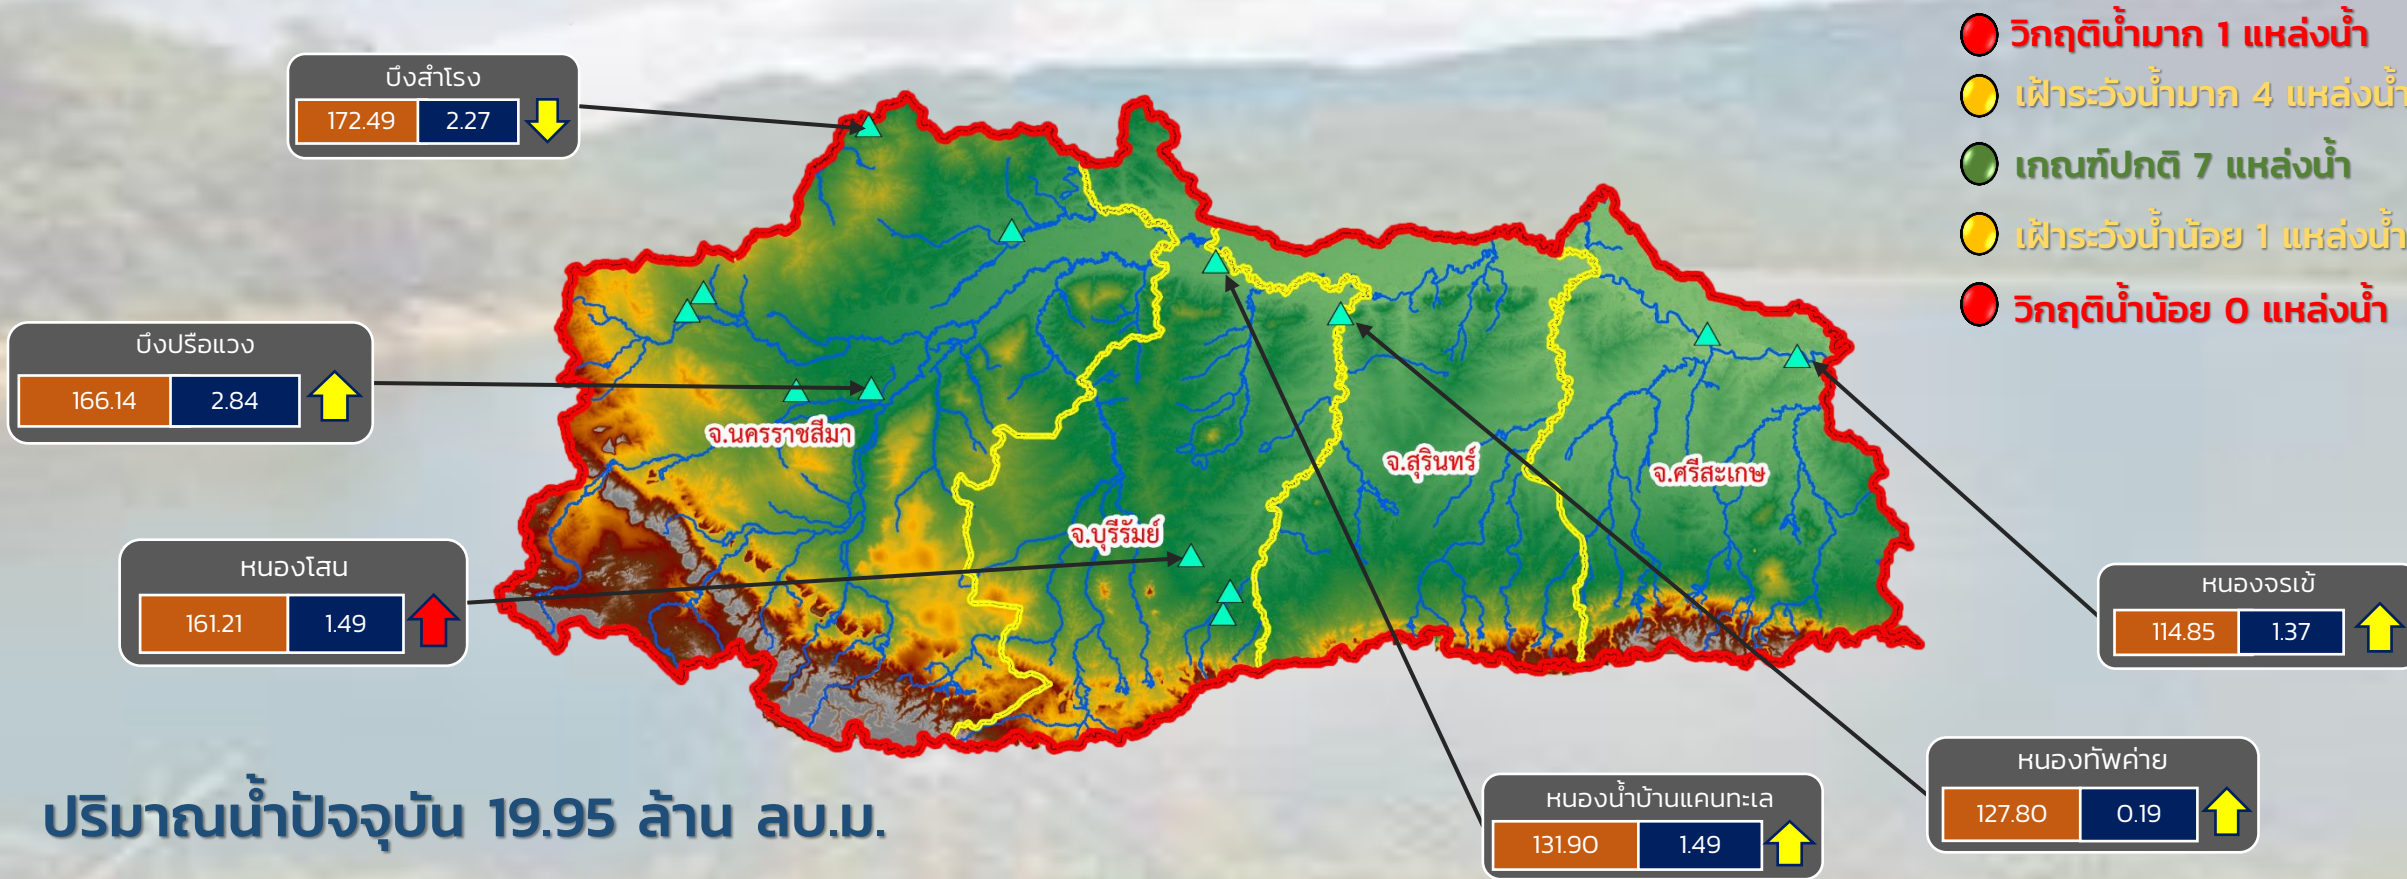 วิกฤติน้ำมาก 1 แหล่งน้ำ
เฝ้าระวังน้ำมาก 4 แหล่งน้ำ
เกณฑ์ปกติ 7 แหล่งน้ำ
เฝ้าระวังน้ำน้อย 1 แหล่งน้ำ
วิกฤติน้ำน้อย 0 แหล่งน้ำ
บึงสำโรง
172.49 2.27
บึงปรือแวง
166.14 2.84
หนองโสน
161.21 1.49
จ.นครราชสีมา
จ.บุรีรัมย์
จ.สุรินทร์
จ.ศรีสะเกษ
หนองจรเข้
114.85 1.37
หนองทัพค่าย
127.80 0.19
หนองน้ำบ้านแคนทะเล
131.90 1.49
ปริมาณน้ำปัจจุบัน 19.95 ล้าน ลบ.ม.